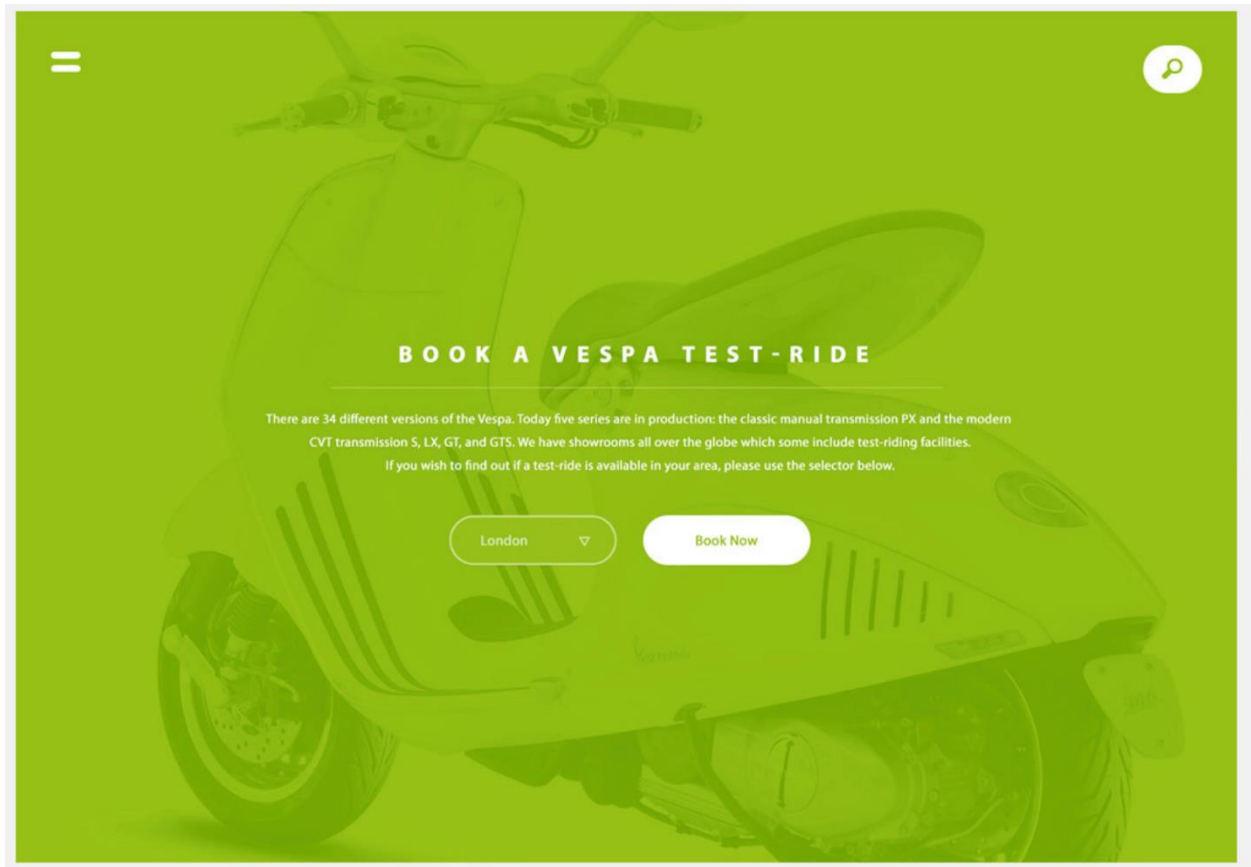 BOOK A VESPA TEST-RIDE
There are 34 different versions of the Vespa. Today five series are in production: the classic manual transmission PX and the modern
CVT transmission S, LX, GT, and GTS. We have showrooms all over the globe which some include test-riding facilities.
If you wish to find out if a test-ride is available in your area, please use the selector below.
London
Book Now